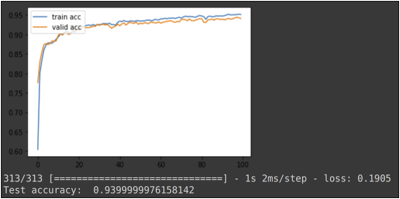 0.95
0.90
0.85
0.80
0.75
0.70
0.65
0.60
train acc
valid acc
0 20 40 60 80 100
313/313 [==============================] - 1s 2ms/step - loss: 0.1905
Test accuracy:  0.9399999976158142